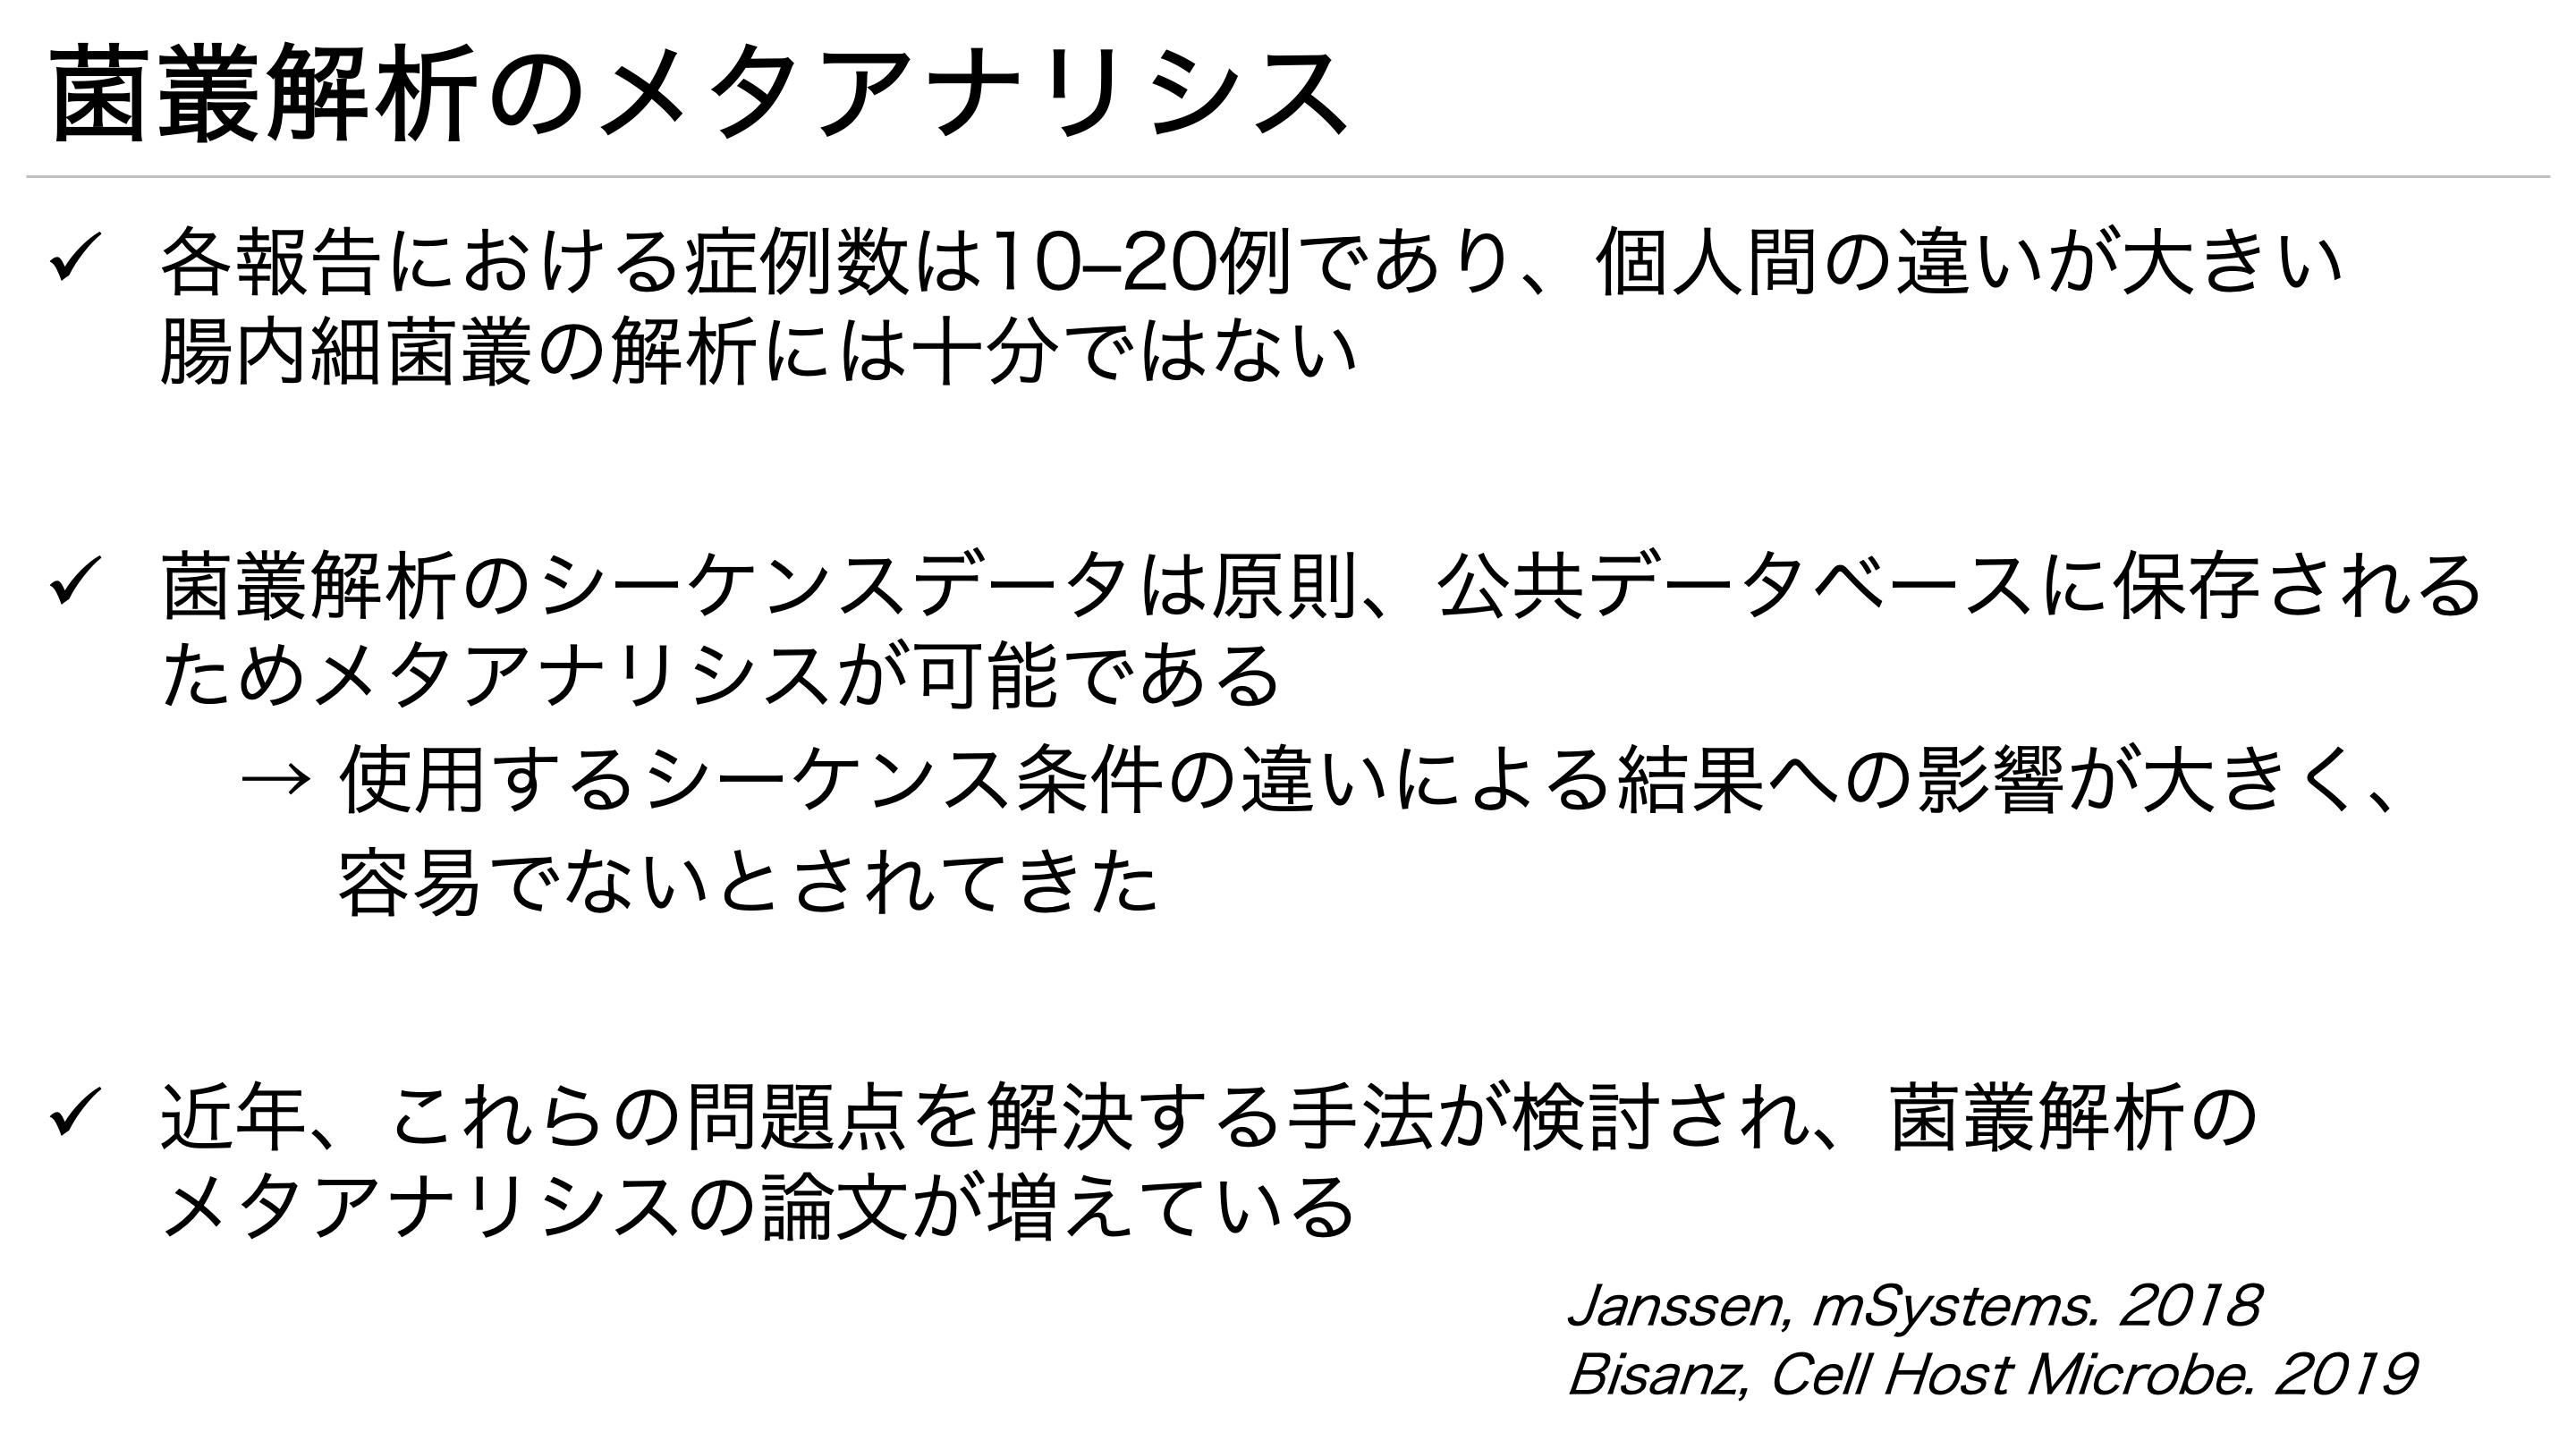 菌叢解析のメタアナリシス
✓ 各報告における症例数は10–20例であり、個人間の違いが大きい
腸内細菌叢の解析には十分ではない
✓ 菌叢解析のシーケンスデータは原則、公共データベースに保存される
ためメタアナリシスが可能である
→ 使用するシーケンス条件の違いによる結果への影響が大きく、
容易でないとされてきた
✓ 近年、これらの問題点を解決する手法が検討され、菌叢解析の
メタアナリシスの論文が増えている
Janssen, mSystems. 2018
Bisanz, Cell Host Microbe. 2019